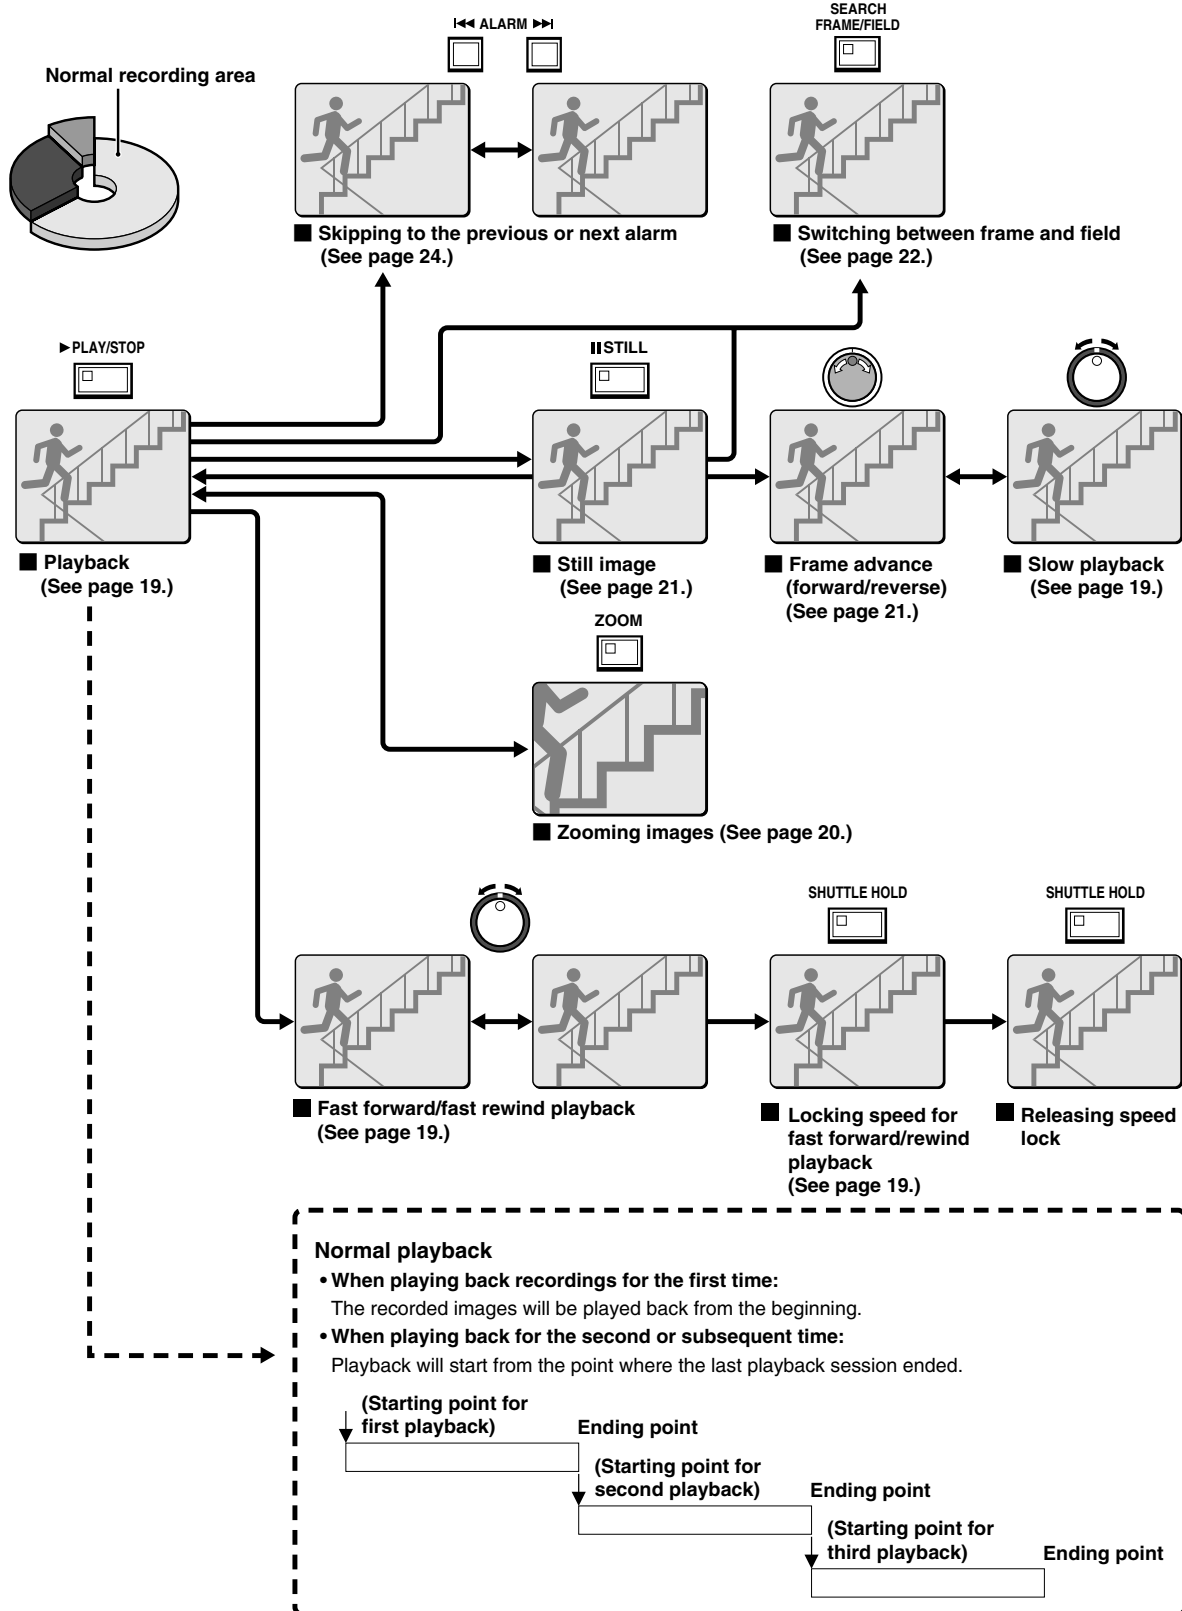 ALARM
SEARCH
FRAME/FIELD
Normal recording area
■ Skipping to the previous or next alarm
(See page 24.)
■ Switching between frame and field
(See page 22.)
PLAY/STOP
STILL
■ Playback
(See page 19.)
■ Still image
(See page 21.)
■ Frame advance
(forward/reverse)
(See page 21.)
■ Slow playback
(See page 19.)
ZOOM
■ Zooming images (See page 20.)
SHUTTLE HOLD
SHUTTLE HOLD
■ Fast forward/fast rewind playback
(See page 19.)
■ Locking speed for
fast forward/rewind
playback
(See page 19.)
■ Releasing speed
lock
Normal playback
• When playing back recordings for the first time:
The recorded images will be played back from the beginning.
• When playing back for the second or subsequent time:
Playback will start from the point where the last playback session ended.
(Starting point for
first playback)
Ending point
(Starting point for
second playback)
Ending point
(Starting point for
third playback)
Ending point